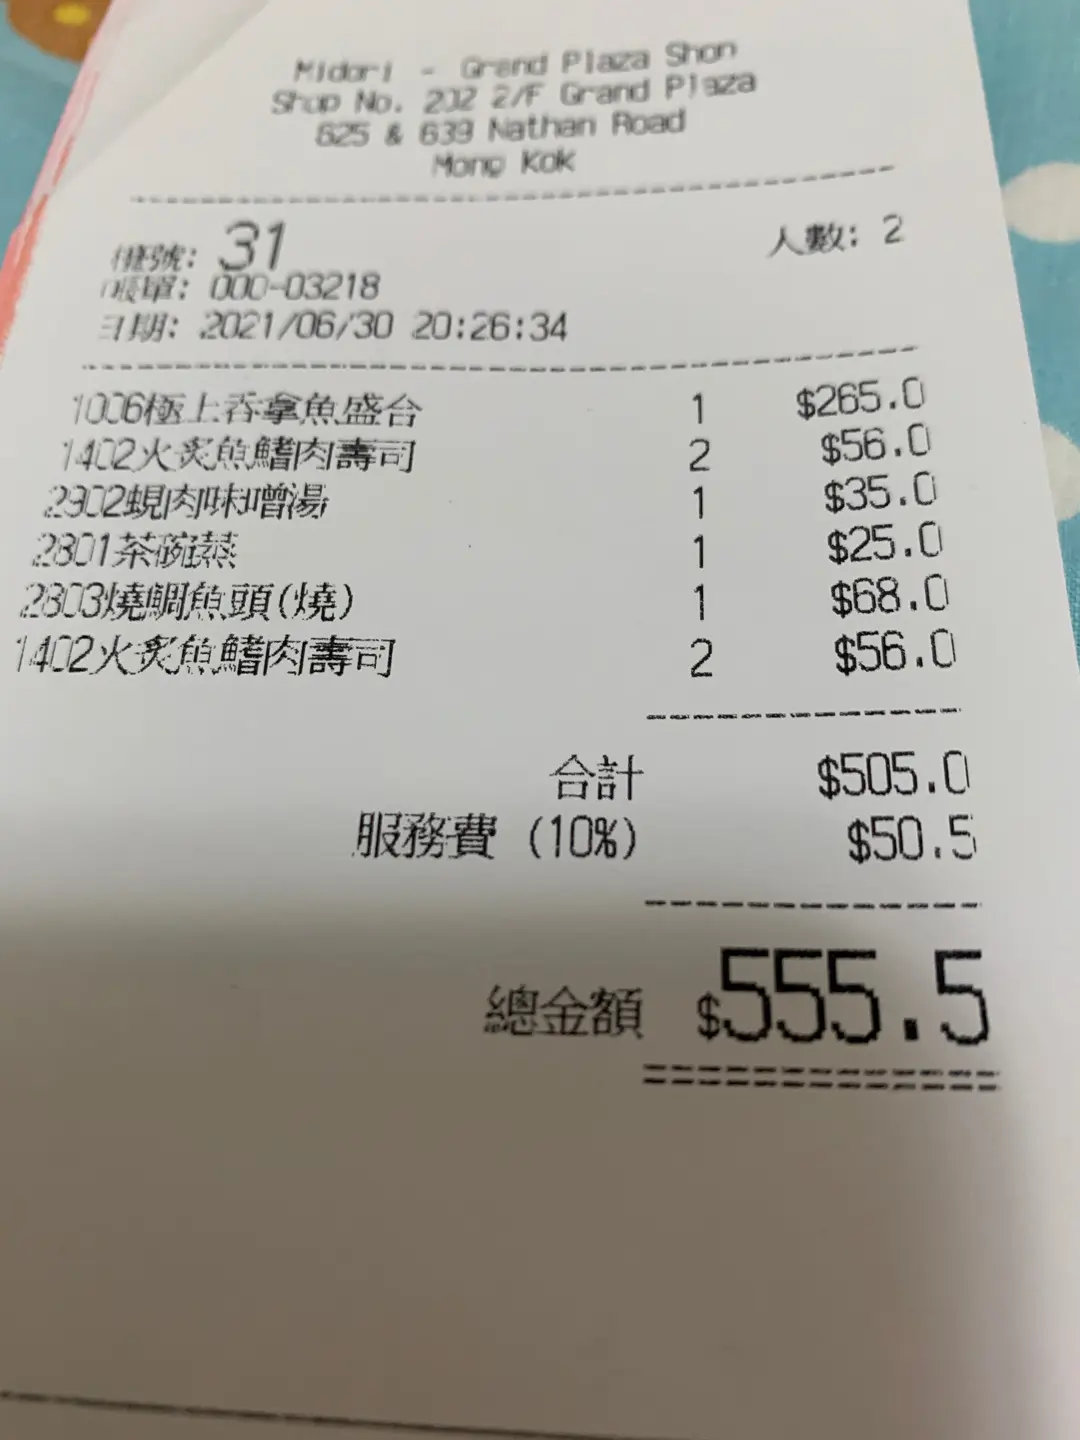 Midori - Grand Plaza Shon
Shop No. 202 2/F Grand Plaza
625 & 639 Nathan Road
Mong Kok
檯號: 31 人數: 2
帳單: 000-03218
日期: 2021/06/30 20:26:34
1006極上吞拿魚盛合 1 $265.0
1402火炙魚鰭肉壽司 2 $56.0
2902蜆肉味噌湯 1 $35.0
2801茶碗蒸 1 $25.0
2803燒鯛魚頭(燒) 1 $68.0
1402火炙魚鰭肉壽司 2 $56.0
合計 $505.0
服務費 (10%) $50.5
總金額 $555.5